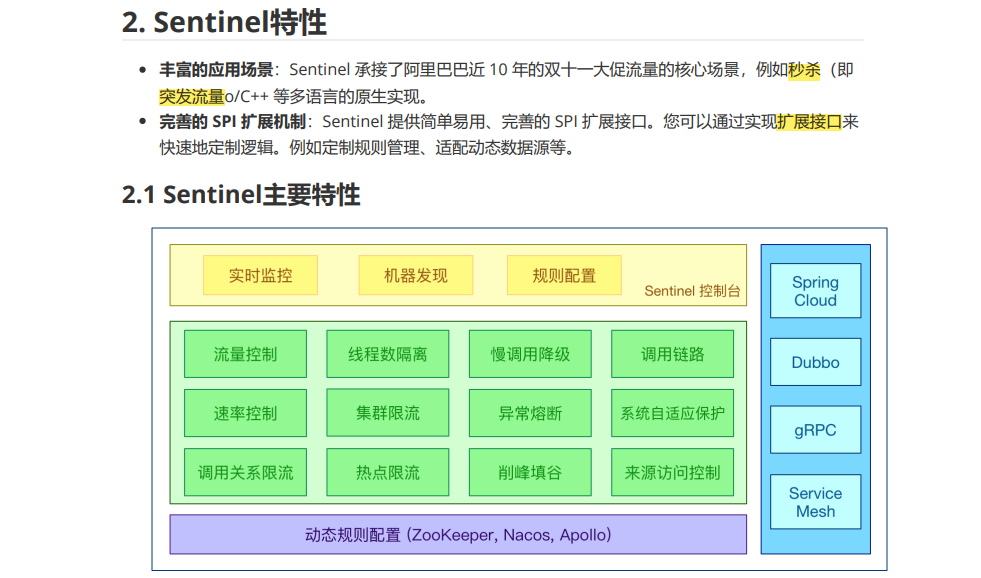 2. Sentinel特性
丰富的应用场景：Sentinel 承接了阿里巴巴近 10 年的双十一大促流量的核心场景，例如秒杀（即
突发流量o/C++ 等多语言的原生实现。
完善的 SPI 扩展机制：Sentinel 提供简单易用、完善的 SPI 扩展接口。您可以通过实现扩展接口来
快速地定制逻辑。例如定制规则管理、适配动态数据源等。
2.1 Sentinel主要特性
实时监控
机器发现
规则配置
Sentinel 控制台
流量控制
线程数隔离
慢调用降级
调用链路
速率控制
集群限流
异常熔断
系统自适应保护
调用关系限流
热点限流
削峰填谷
来源访问控制
动态规则配置 (ZooKeeper, Nacos, Apollo)
Spring
Cloud
Dubbo
gRPC
Service
Mesh